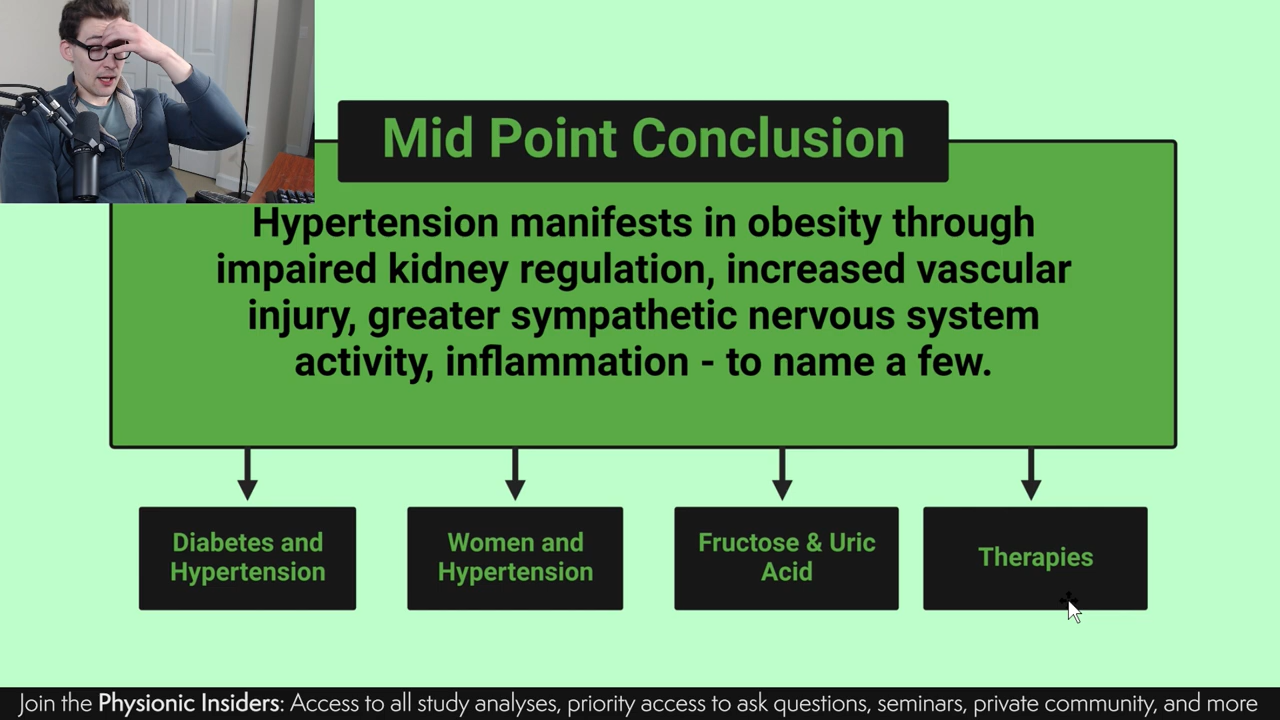 Mid Point Conclusion
Hypertension manifests in obesity through
impaired kidney regulation, increased vascular
injury, greater sympathetic nervous system
activity, inflammation - to name a few.
Diabetes and
Hypertension
Women and
Hypertension
Fructose & Uric
Acid
Therapies
Join the Physionic Insiders: Access to all study analyses, priority access to ask questions, seminars, private community, and more